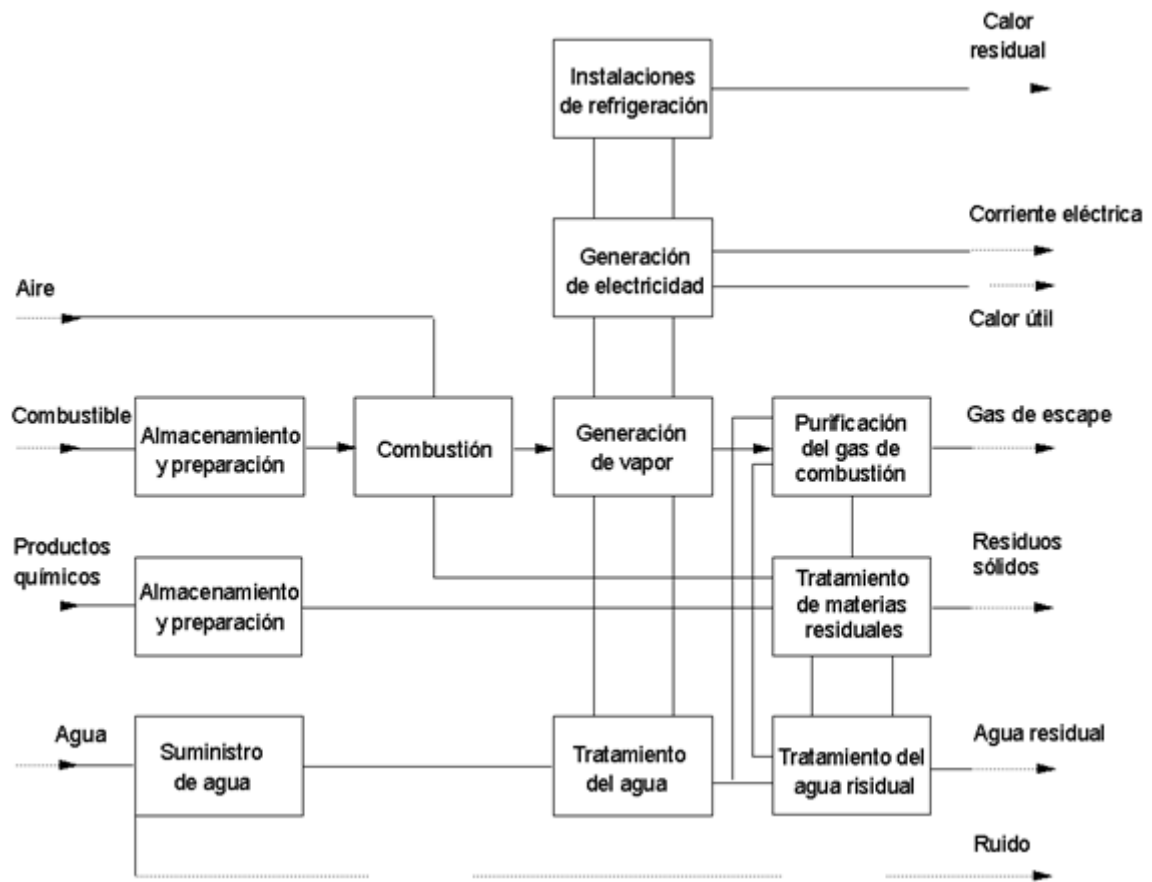 Calor
residual
Instalaciones
de refrigeración
Corriente eléctrica
Generación
de electricidad
Calor útil
Aire
Combustible
Almacenamiento
y preparación
Combustión
Generación
de vapor
Purificación
del gas de
combustión
Gas de escape
Productos
químicos
Almacenamiento
y preparación
Tratamiento
de materias
residuales
Residuos
sólidos
Agua
Suministro
de agua
Tratamiento
del agua
Tratamiento del
agua risidual
Agua residual
Ruido